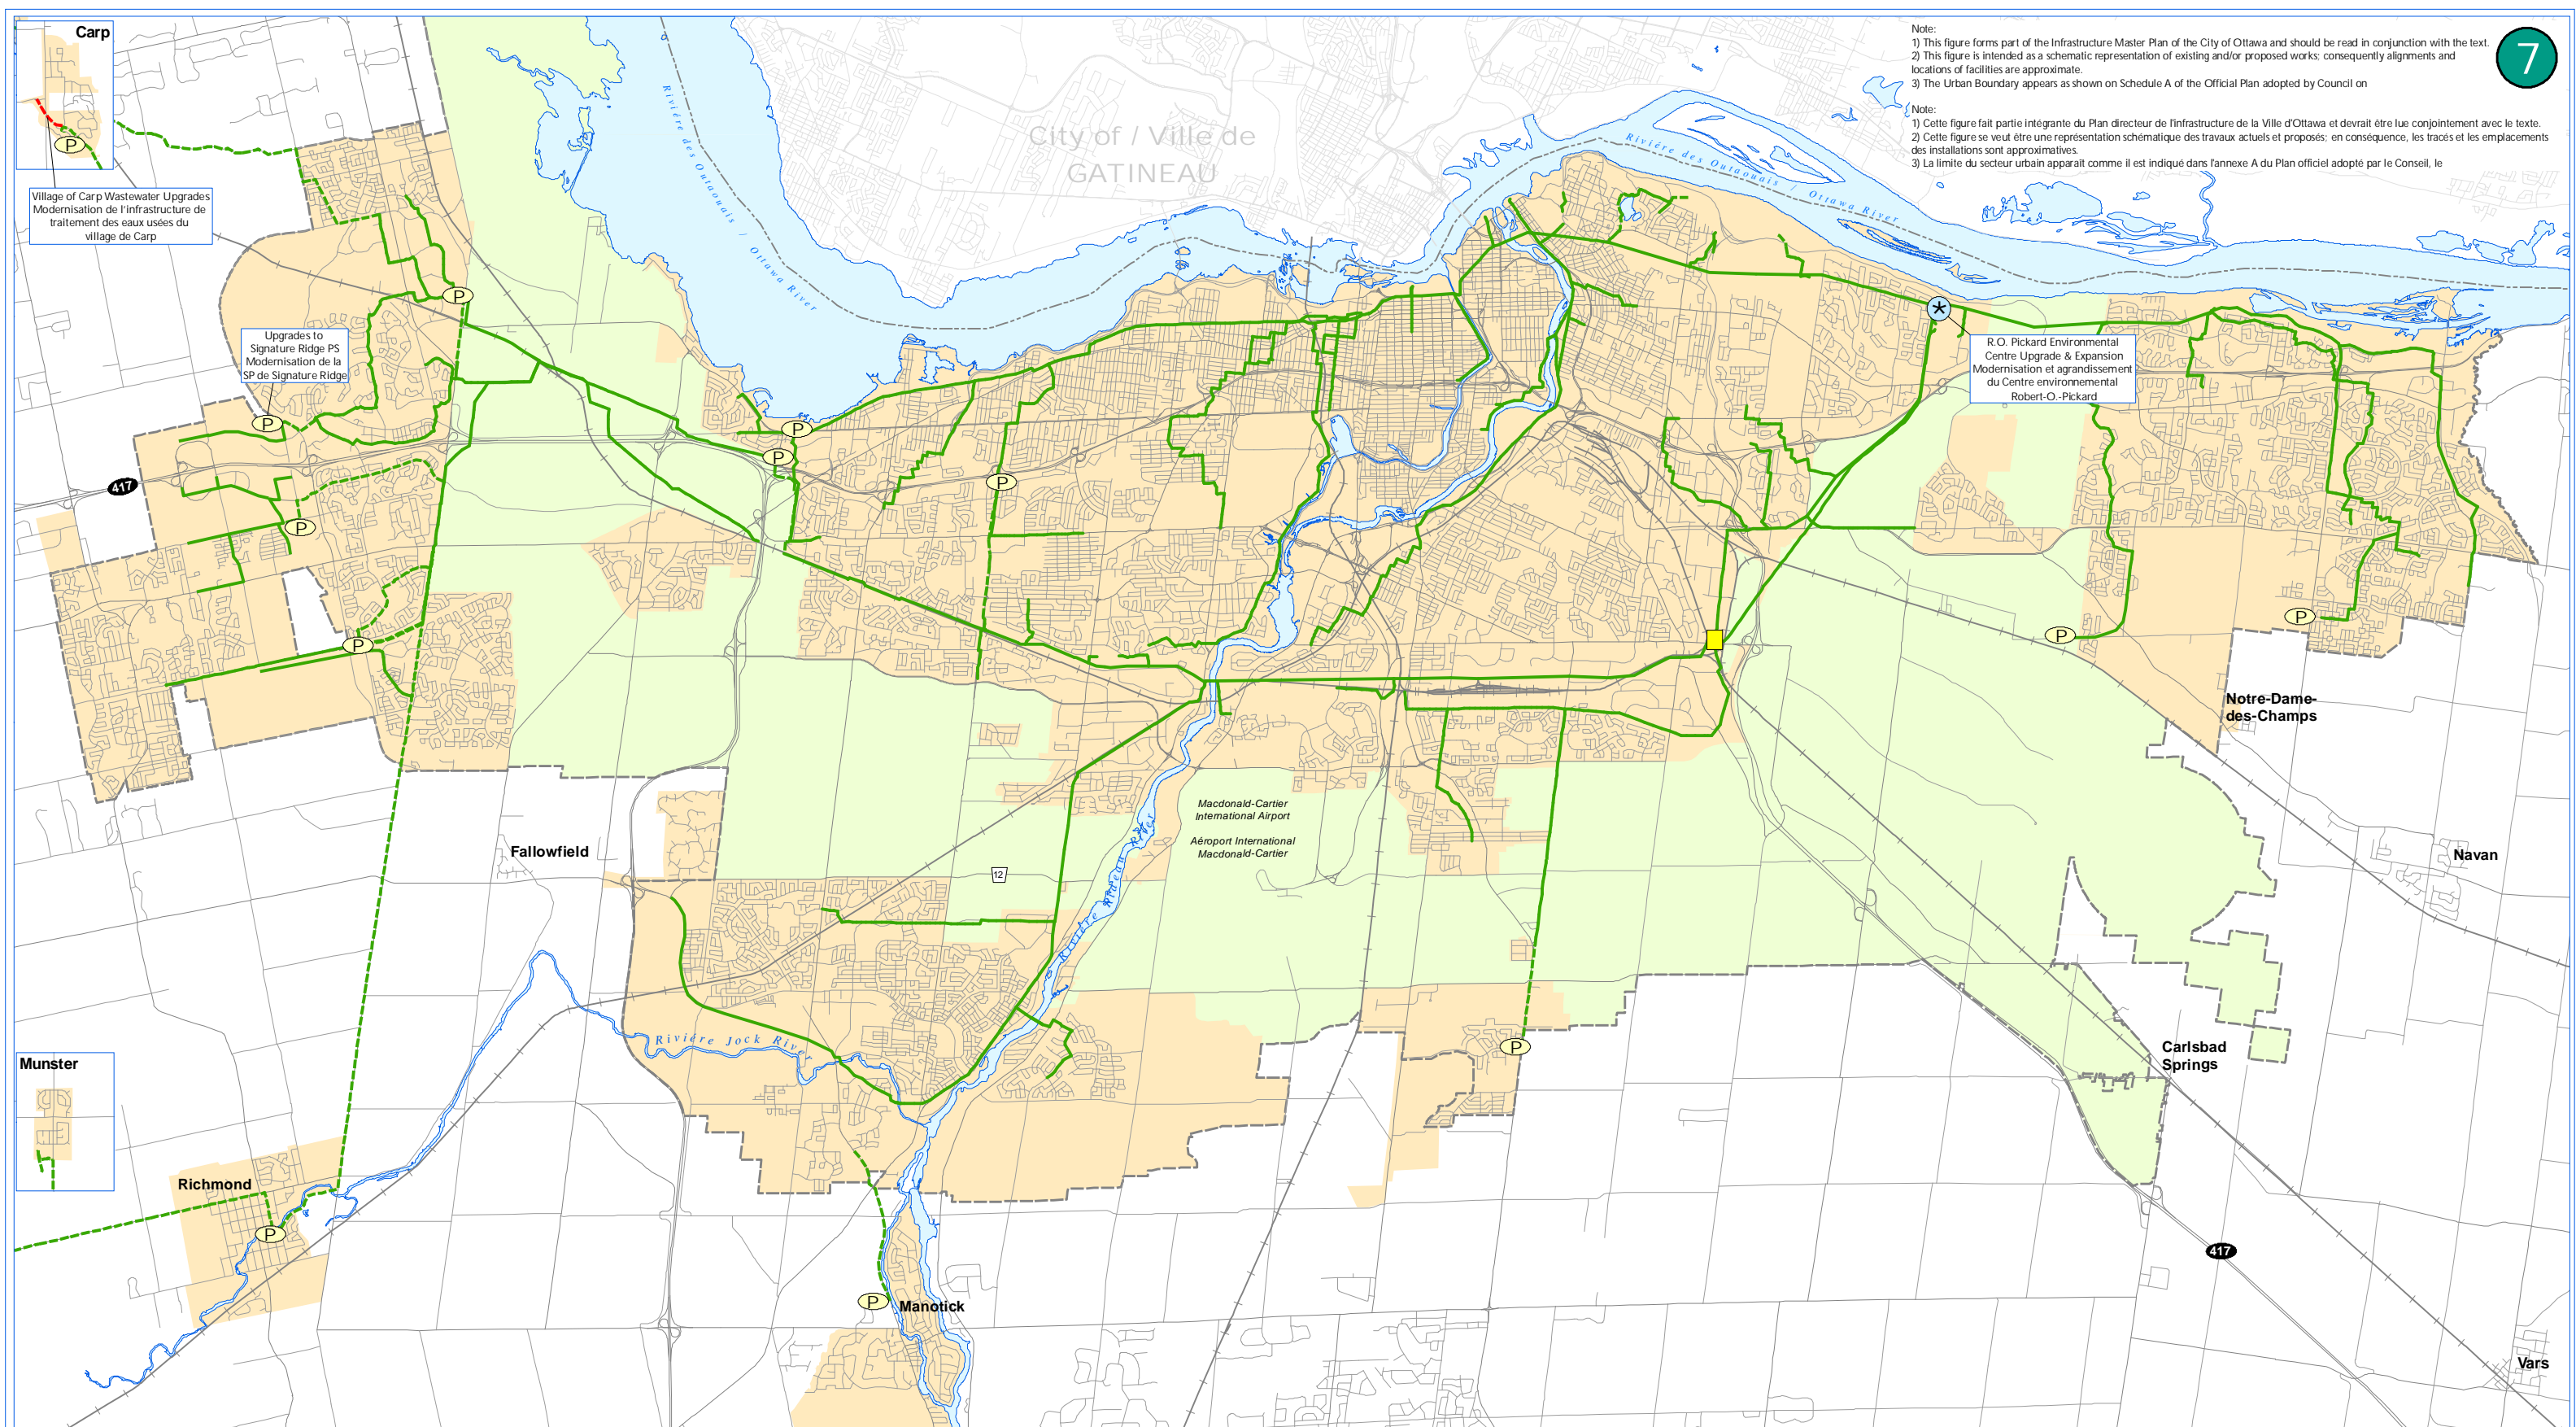 Carp
P
Village of Carp Wastewater Upgrades
Modernisation de l'infrastructure de
traitement des eaux usées du
village de Carp
Note:
1) This figure forms part of the Infrastructure Master Plan of the City of Ottawa and should be read in conjunction with the text.
2) This figure is intended as a schematic representation of existing and/or proposed works; consequently alignments and
locations of facilities are approximate.
3) The Urban Boundary appears as shown on Schedule A of the Official Plan adopted by Council on
Note:
1) Cette figure fait partie intégrante du Plan directeur de l'infrastructure de la Ville d'Ottawa et devrait être lue conjointement avec le texte.
2) Cette figure se veut être une représentation schématique des travaux actuels et proposés; en conséquence, les tracés et les emplacements
des installations sont approximatives.
3) La limite du secteur urbain apparaît comme il est indiqué dans l'annexe A du Plan officiel adopté par le Conseil, le
7
City of / Ville de
GATINEAU
Rivière des Outaouais / Ottawa River
Rivière des Outaouais / Ottawa River
P
Upgrades to
Signature Ridge PS
Modernisation de la
SP de Signature Ridge
P
*
R.O. Pickard Environmental
Centre Upgrade & Expansion
Modernisation et agrandissement
du Centre environnemental
Robert-O.-Pickard
P
P
P
417
P
P
P
P
Notre-Dame-
des-Champs
Macdonald-Cartier
International Airport
Aéroport International
Macdonald-Cartier
Rivière Rideau River
Fallowfield
12
Navan
Rivière Jock River
P
Carlsbad
Springs
Munster
Richmond
P
417
P
Manotick
Vars